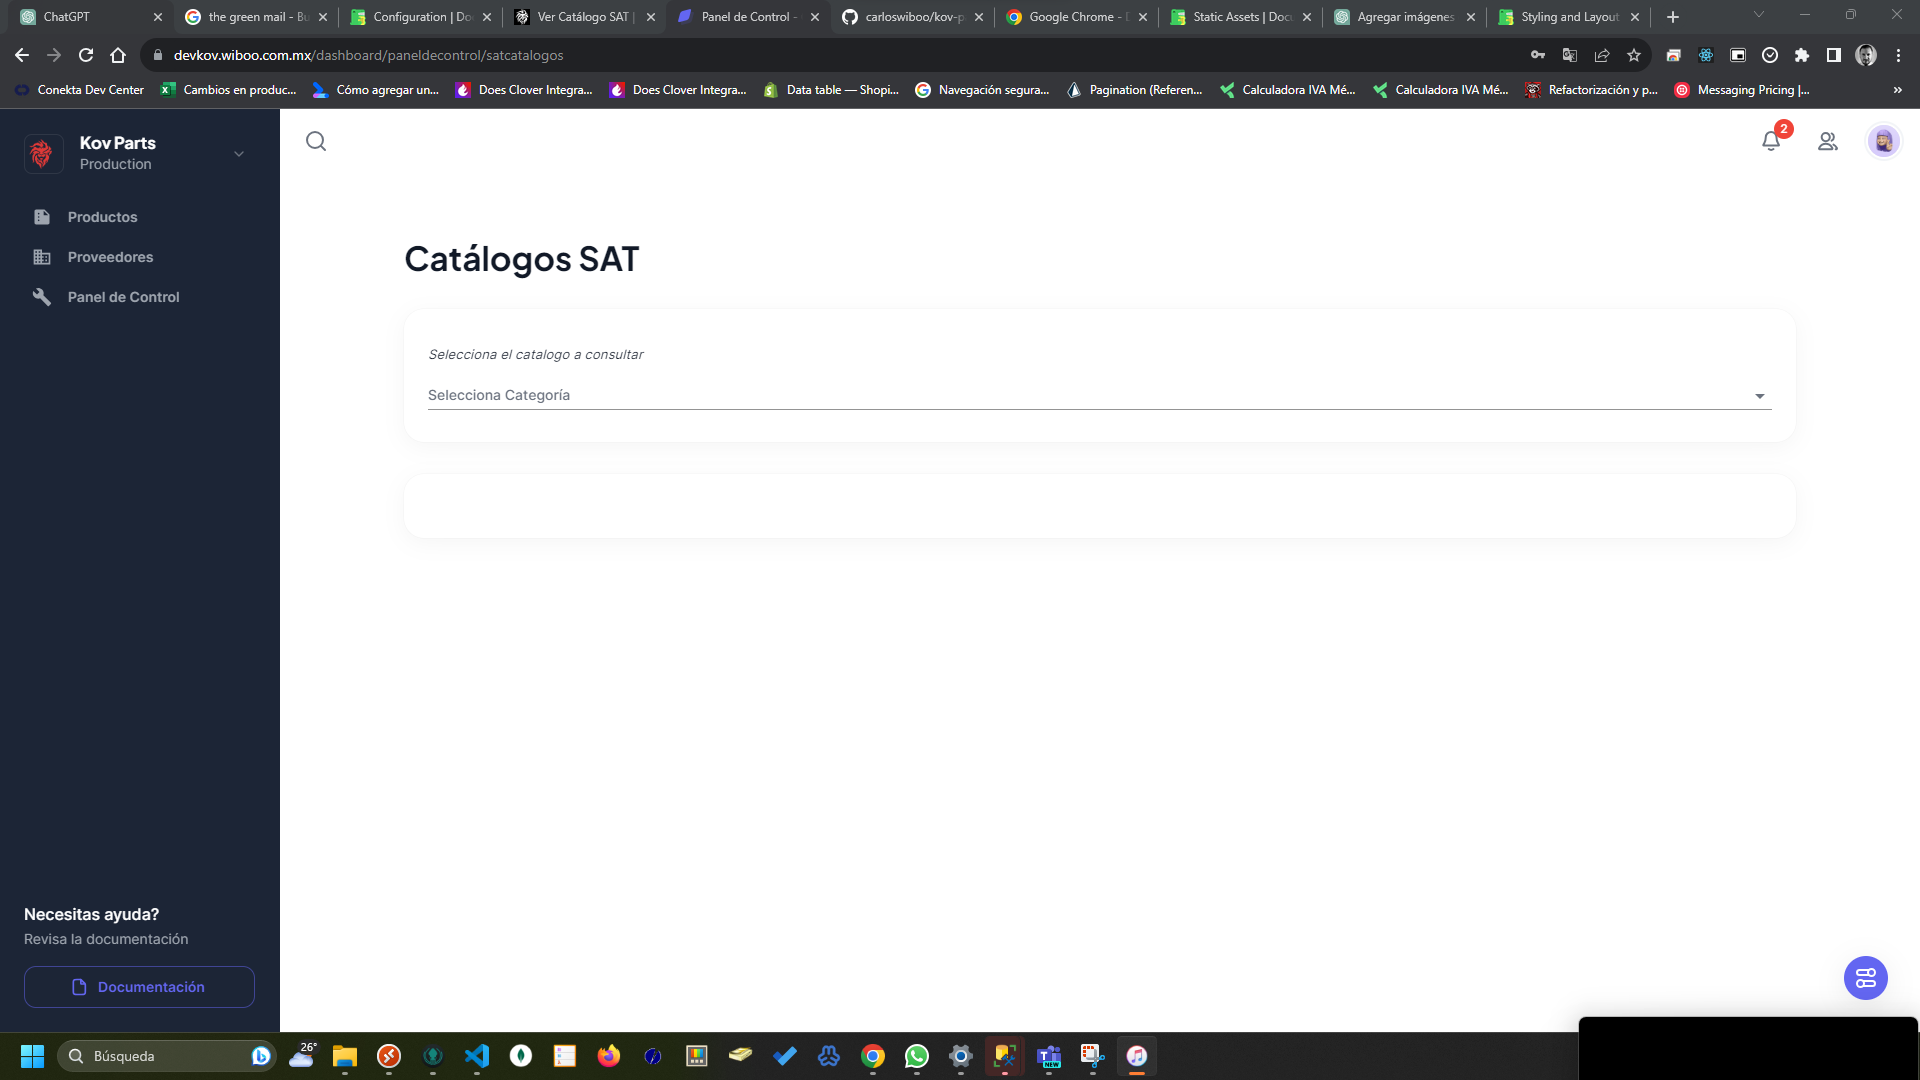 ChatGPT
the green mail - Bu
Configuration | Do
Ver Catálogo SAT |
Panel de Control -
carloswiboo/kov-p
Google Chrome - D
Static Assets | Docu
Agregar imágenes
Styling and Layout
devkov.wiboo.com.mx/dashboard/paneldecontrol/satcatalogos
Conekta Dev Center
Cambios en produc...
Cómo agregar un...
Does Clover Integra...
Does Clover Integra...
Data table — Shopi...
Navegación segura...
Pagination (Referen...
Calculadora IVA Mé...
Calculadora IVA Mé...
Refactorización y p...
Messaging Pricing |...
»
Kov Parts
Production
2
Productos
Proveedores
Panel de Control
Catálogos SAT
Selecciona el catalogo a consultar
Selecciona Categoría
Necesitas ayuda?
Revisa la documentación
Documentación
Búsqueda
26°
NEW